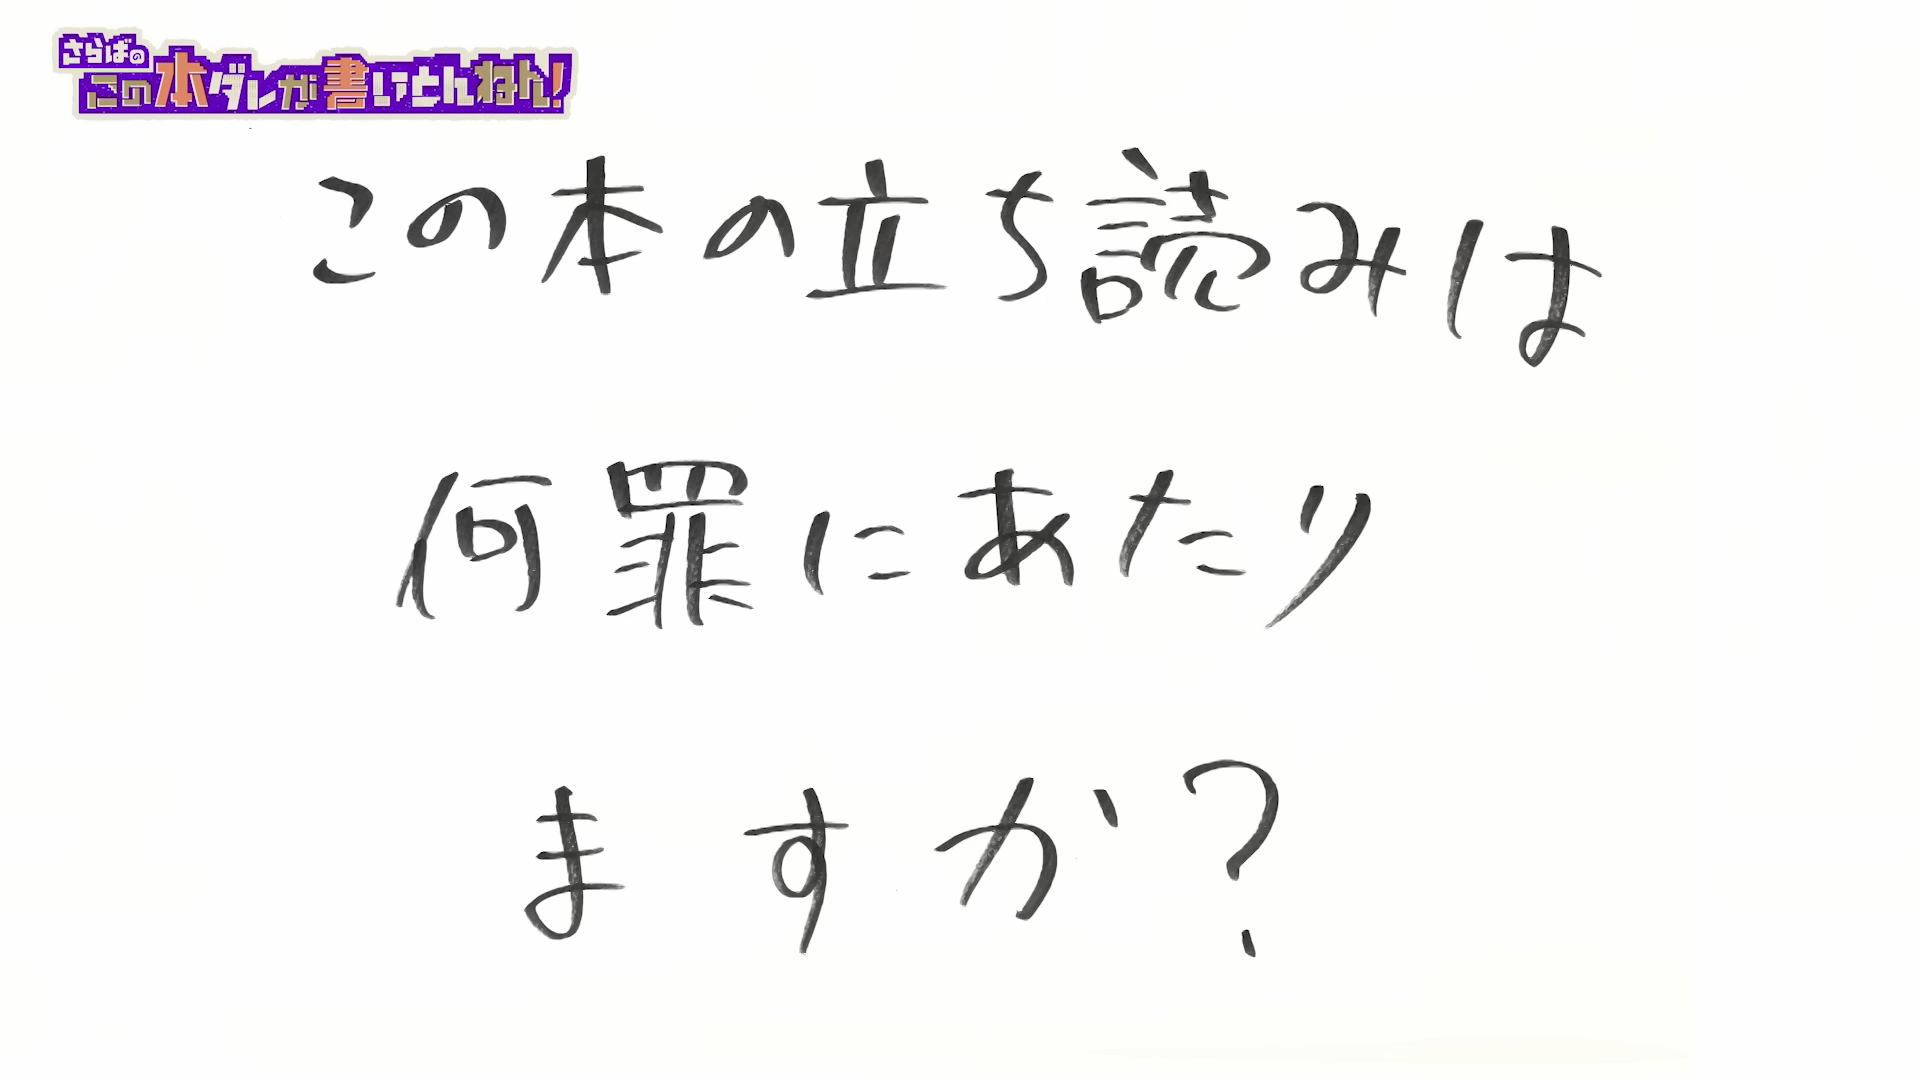 さらばの
この本ダレが書いとんねん!
この本の立ち読みは
何罪にあたり
ますか?